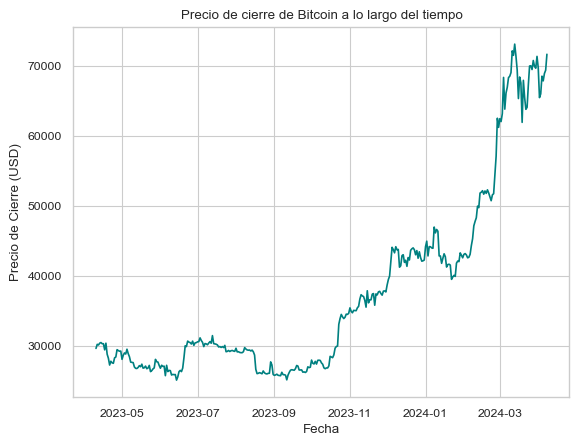 Precio de cierre de Bitcoin a lo largo del tiempo
Precio de Cierre (USD)
70000
60000
50000
40000
30000
2023-05 2023-07 2023-09 2023-11 2024-01 2024-03
Fecha